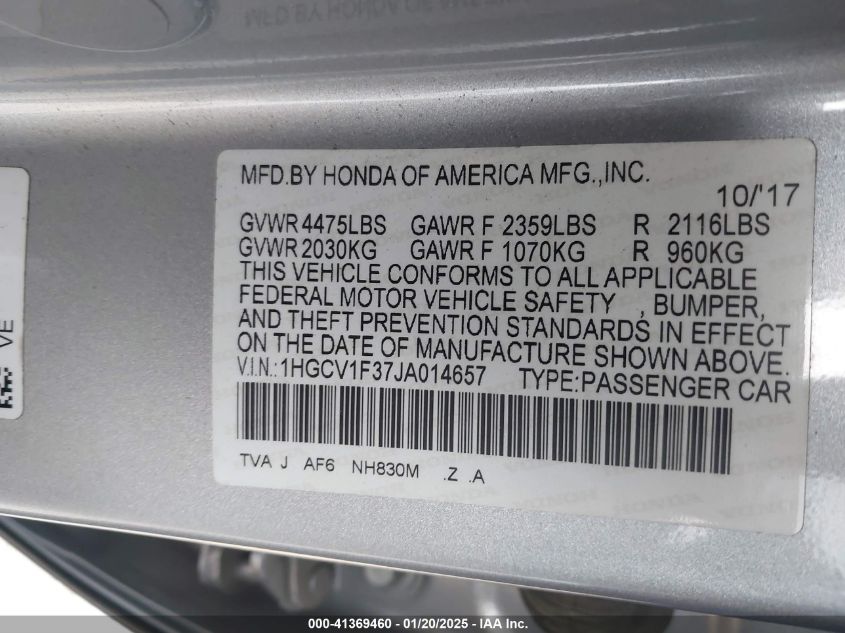 MFD.BY HONDA OF AMERICA MFG.,INC.
10/'17
GVWR 4475LBS GAWR F 2359LBS R 2116LBS
GVWR 2030KG GAWR F 1070KG R 960KG
THIS VEHICLE CONFORMS TO ALL APPLICABLE
FEDERAL MOTOR VEHICLE SAFETY , BUMPER,
AND THEFT PREVENTION STANDARDS IN EFFECT
ON THE DATE OF MANUFACTURE SHOWN ABOVE.
V.I.N.:1HGCV1F37JA014657 TYPE:PASSENGER CAR
TVA J AF6 NH830M .Z .A
VE
000-41369460 - 01/20/2025 - IAA Inc.